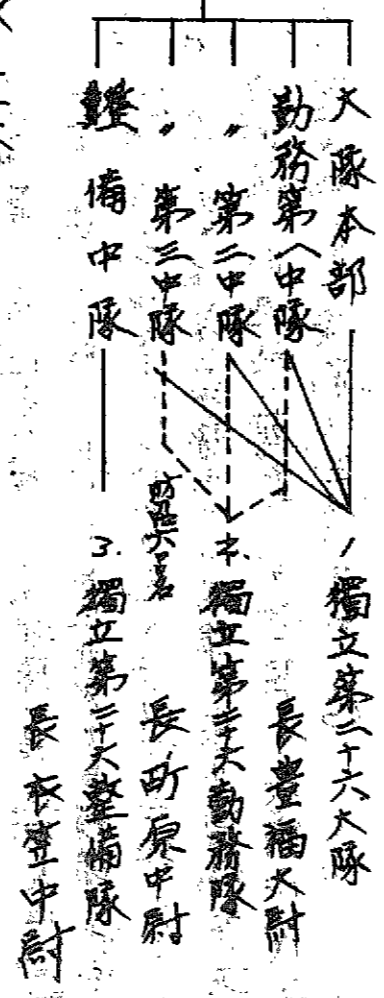 大隊本部
勤務第一中隊
〃 第二中隊
〃 第三中隊
整備中隊
1 獨立第二十六大隊
長豊福大尉
2. 獨立第二十六勤務隊
長町原中尉
3. 獨立第二十六整備隊
長衣笠中尉